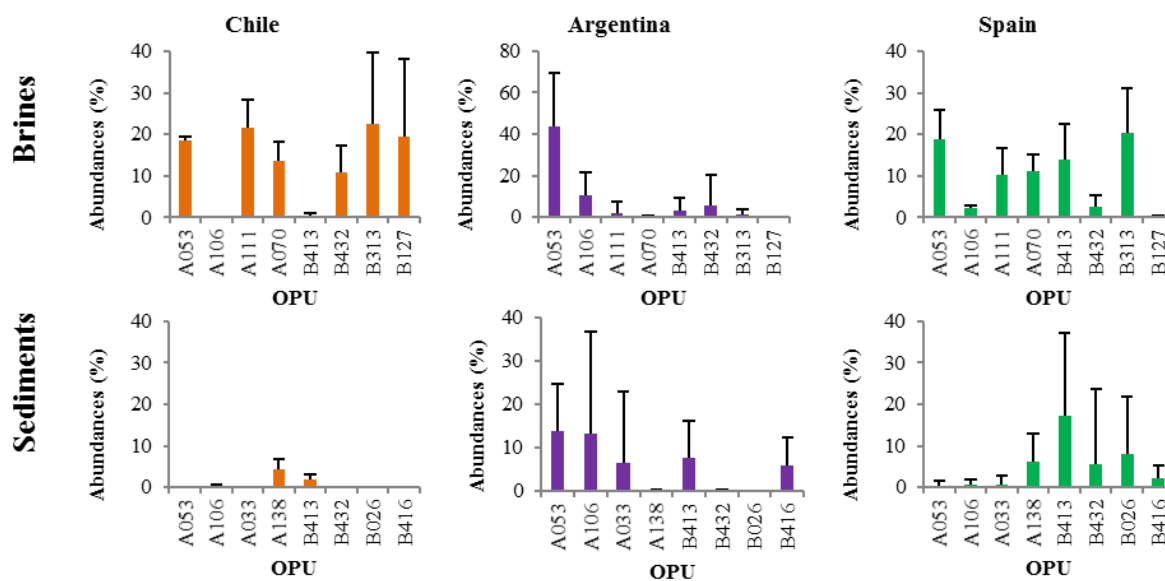 Chile
Argentina
Spain
Brines
Abundances (%)
40
30
20
10
0
A053
A106
A111
A070
B413
B432
B313
B127
OPU
Abundances (%)
80
60
40
20
0
A053
A106
A111
A070
B413
B432
B313
B127
OPU
Abundances (%)
40
30
20
10
0
A053
A106
A111
A070
B413
B432
B313
B127
OPU
Sediments
Abundances (%)
40
30
20
10
0
A053
A106
A033
A138
B413
B432
B026
B416
OPU
Abundances (%)
40
30
20
10
0
A053
A106
A033
A138
B413
B432
B026
B416
OPU
Abundances (%)
40
30
20
10
0
A053
A106
A033
A138
B413
B432
B026
B416
OPU